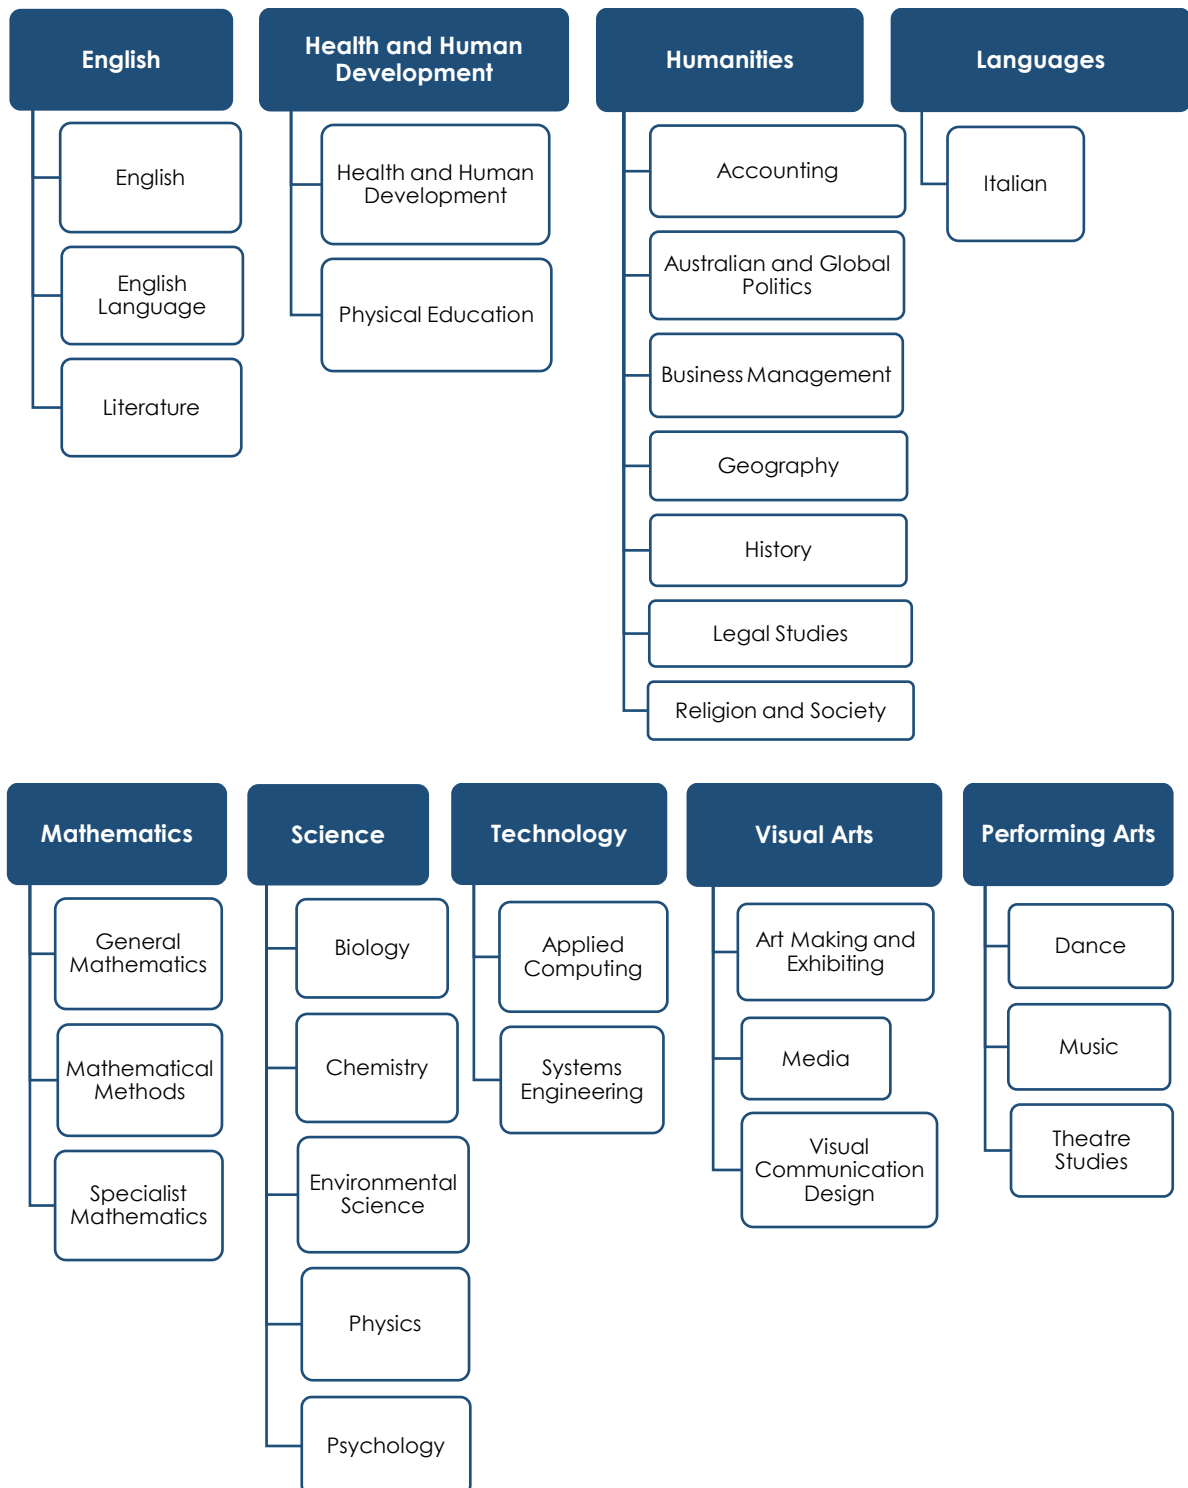 English
English
English
Language
Literature
Health and Human
Development
Health and Human
Development
Physical Education
Humanities
Accounting
Australian and Global
Politics
Business Management
Geography
History
Legal Studies
Religion and Society
Languages
Italian
Mathematics
General
Mathematics
Mathematical
Methods
Specialist
Mathematics
Science
Biology
Chemistry
Environmental
Science
Physics
Psychology
Technology
Applied
Computing
Systems
Engineering
Visual Arts
Art Making and
Exhibiting
Media
Visual
Communication
Design
Performing Arts
Dance
Music
Theatre
Studies